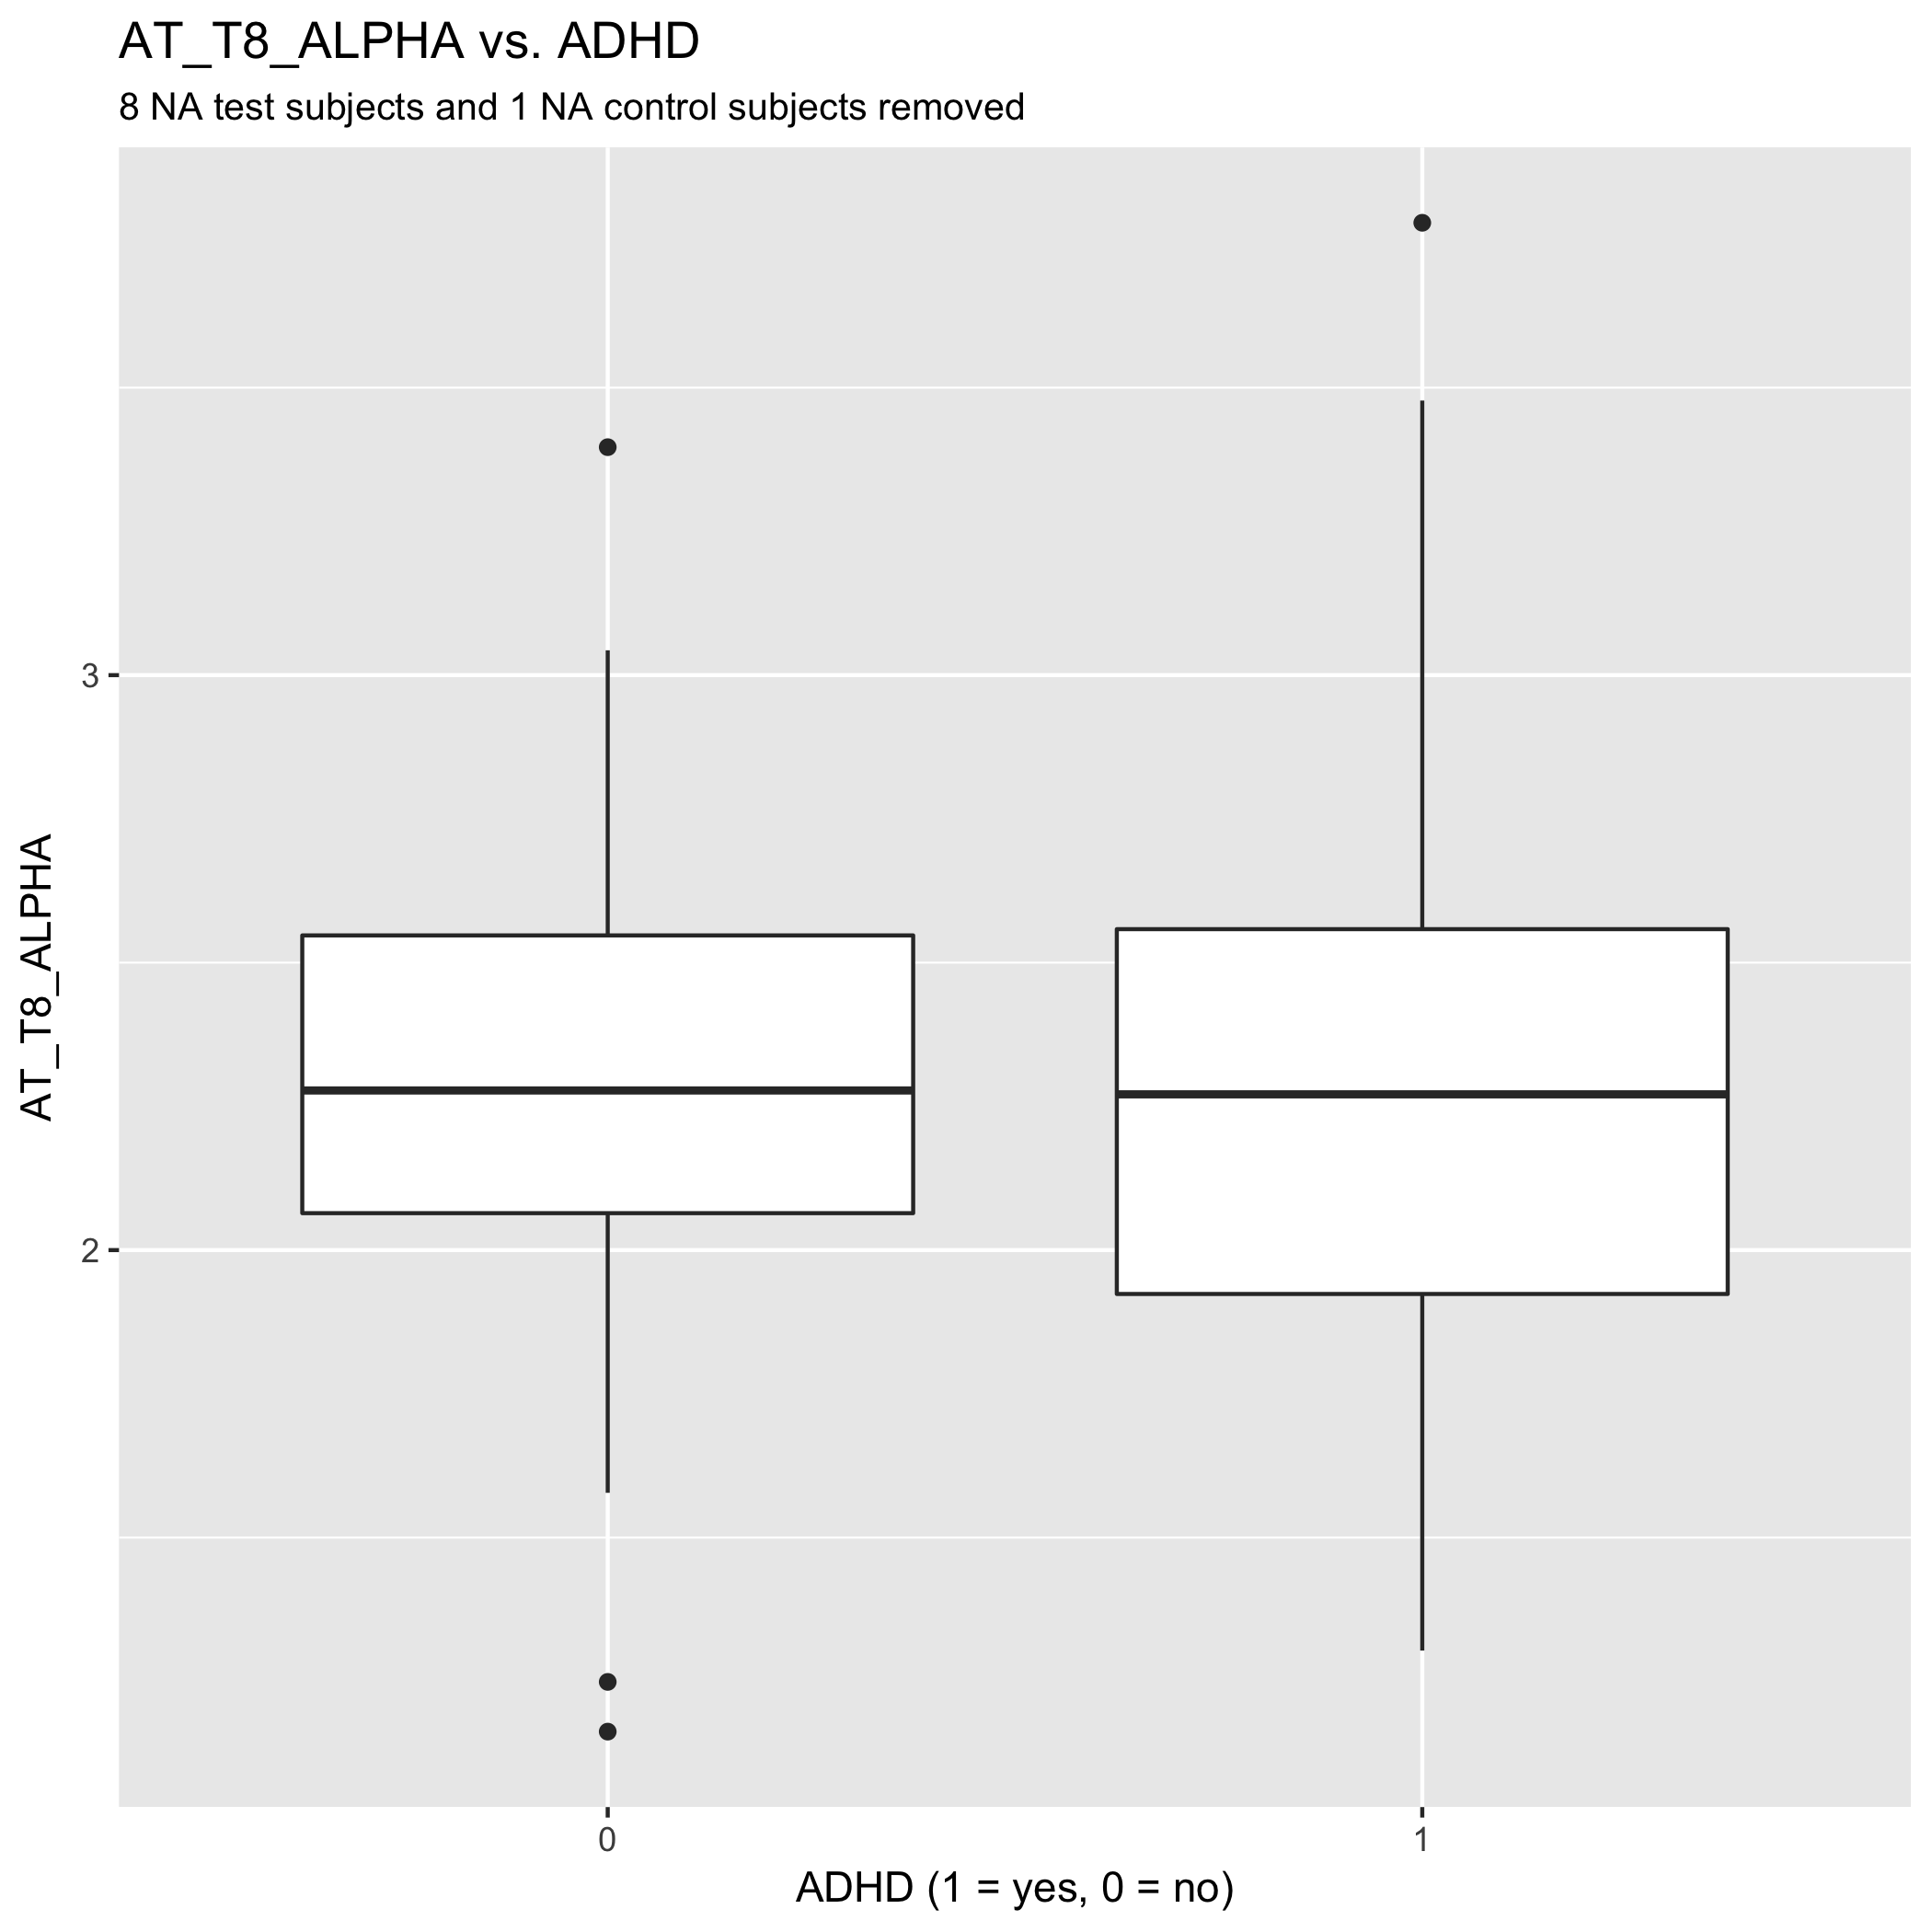 AT_T8_ALPHA vs. ADHD
8 NA test subjects and 1 NA control subjects removed
AT_T8_ALPHA
3
2
0
1
ADHD (1 = yes, 0 = no)